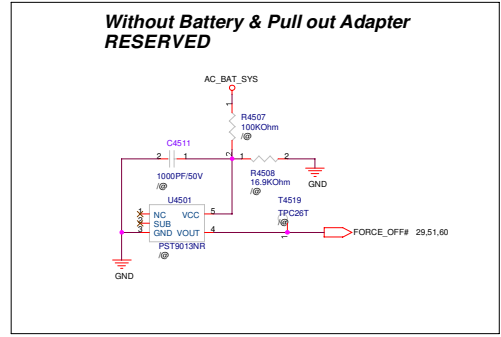 Without Battery & Pull out Adapter
RESERVED
AC_BAT_SYS
1
R4507
100KOhm
/@
2
C4511
2 1
1000PF/50V
/@
1 2
R4508
16.9KOhm
/@
GND
U4501
NC VCC 5
SUB
GND VOUT 4
PST9013NR
/@
T4519
TPC26T
/@
1
FORCE_OFF# 29,51,60
GND